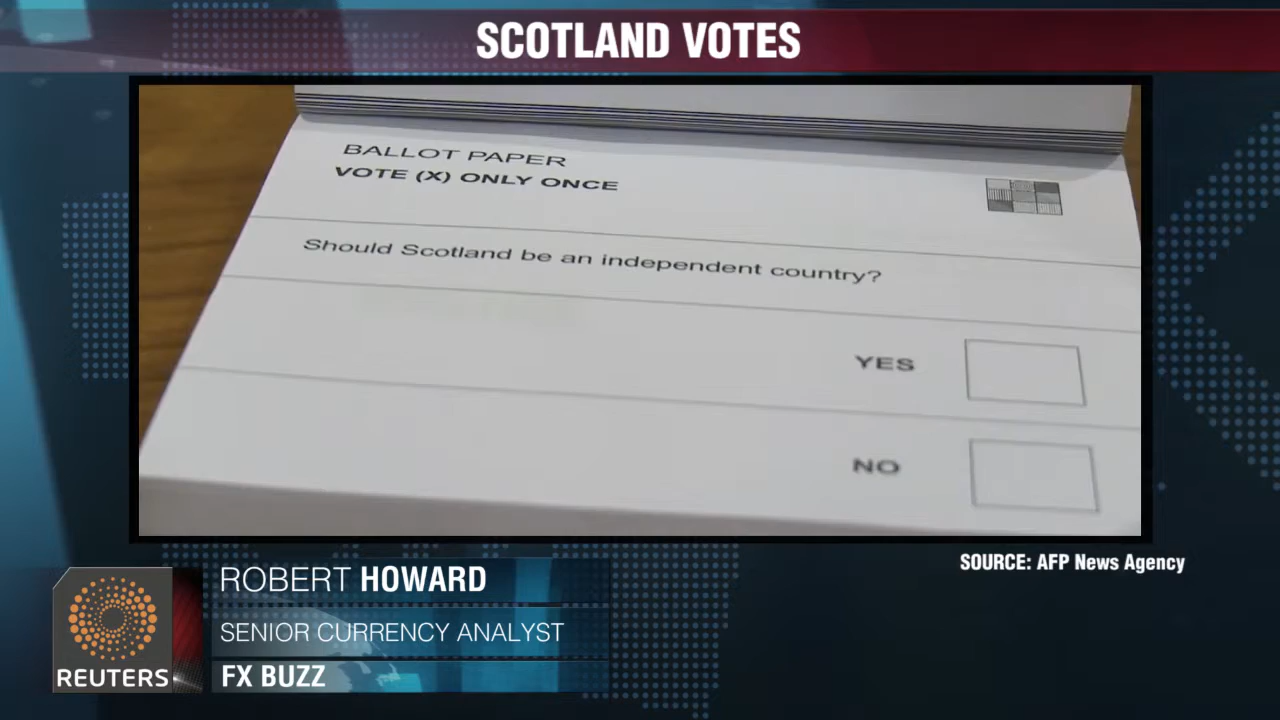 SCOTLAND VOTES
BALLOT PAPER
VOTE (X) ONLY ONCE
Should Scotland be an independent country?
YES
NO
SOURCE: AFP News Agency
ROBERT HOWARD
SENIOR CURRENCY ANALYST
FX BUZZ
REUTERS